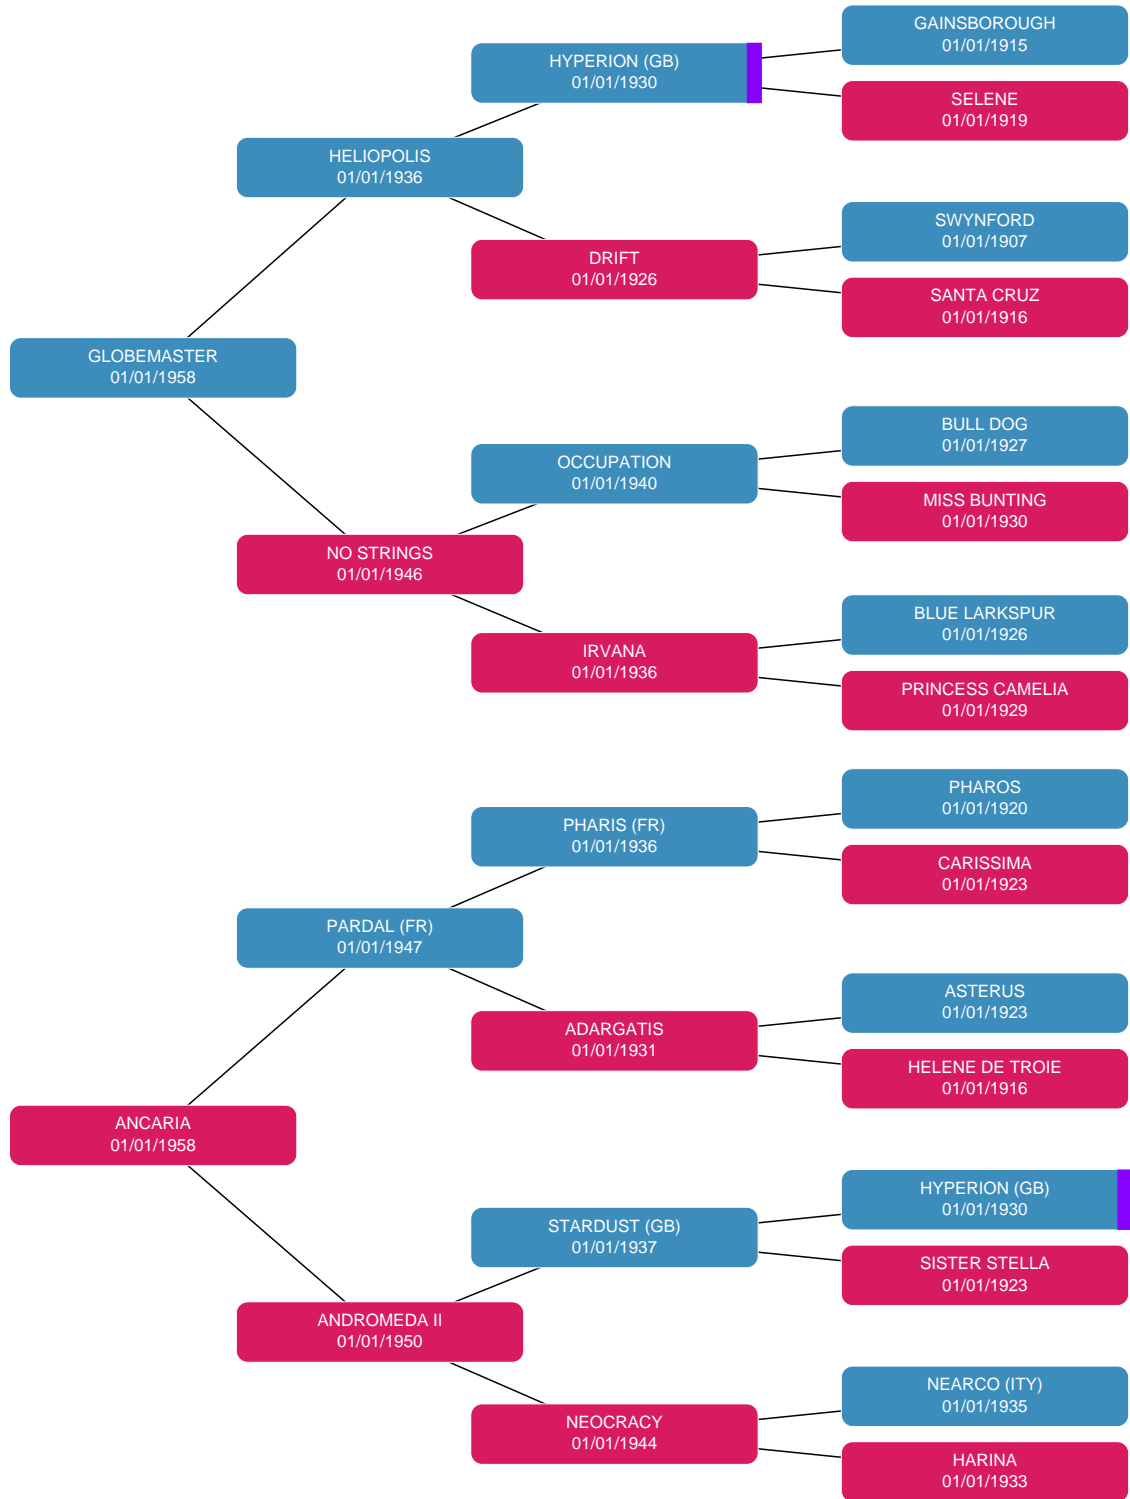 GAINSBOROUGH
01/01/1915
HYPERION (GB)
01/01/1930
SELENE
01/01/1919
HELIOPOLIS
01/01/1936
SWYNFORD
01/01/1907
DRIFT
01/01/1926
SANTA CRUZ
01/01/1916
GLOBEMASTER
01/01/1958
BULL DOG
01/01/1927
OCCUPATION
01/01/1940
MISS BUNTING
01/01/1930
NO STRINGS
01/01/1946
BLUE LARKSPUR
01/01/1926
IRVANA
01/01/1936
PRINCESS CAMELIA
01/01/1929
PHAROS
01/01/1920
PHARIS (FR)
01/01/1936
CARISSIMA
01/01/1923
PARDAL (FR)
01/01/1947
ASTERUS
01/01/1923
ADARGATIS
01/01/1931
HELENE DE TROIE
01/01/1916
ANCARIA
01/01/1958
HYPERION (GB)
01/01/1930
STARDUST (GB)
01/01/1937
SISTER STELLA
01/01/1923
ANDROMEDA II
01/01/1950
NEARCO (ITY)
01/01/1935
NEOCRACY
01/01/1944
HARINA
01/01/1933